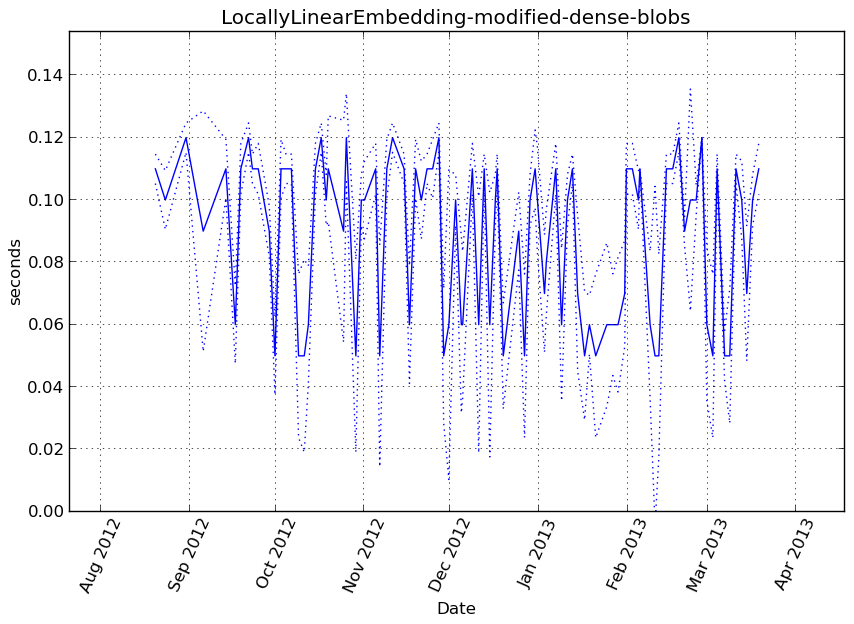 LocallyLinearEmbedding-modified-dense-blobs
0.14
0.12
0.10
0.08
0.06
0.04
0.02
0.00
seconds
Aug 2012
Sep 2012
Oct 2012
Nov 2012
Dec 2012
Jan 2013
Feb 2013
Mar 2013
Apr 2013
Date